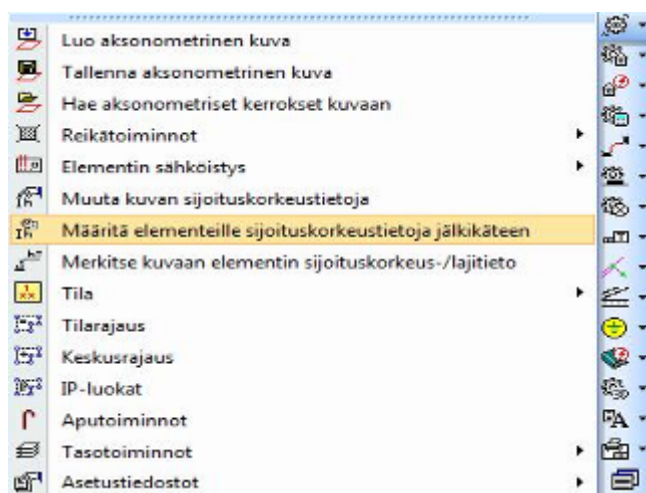 Luo aksonometrinen kuva
Tallenna aksonometrinen kuva
Hae aksonometriset kerrokset kuvaan
Reikätoiminnot
Elementin sähköistys
Muuta kuvan sijoituskorkeustietoja
Määritä elementeille sijoituskorkeustietoja jälkikäteen
Merkitse kuvaan elementin sijoituskorkeus-/lajitieto
Tila
Tilarajaus
Keskusrajaus
IP-luokat
Aputoiminnot
Tasotoiminnot
Asetustiedostot